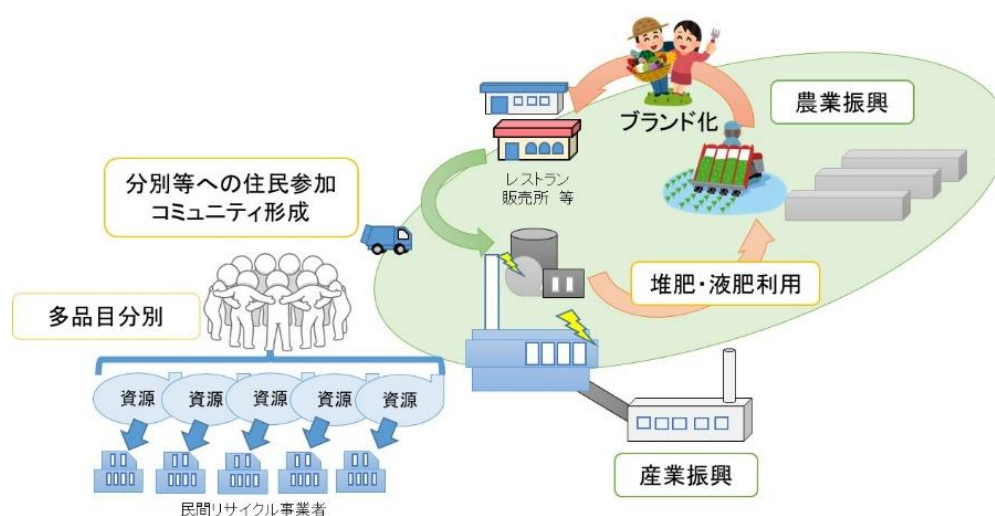 農業振興
ブランド化
レストラン
販売所 等
分別等への住民参加
コミュニティ形成
堆肥・液肥利用
多品目分別
資源
資源
資源
資源
資源
産業振興
民間リサイクル事業者